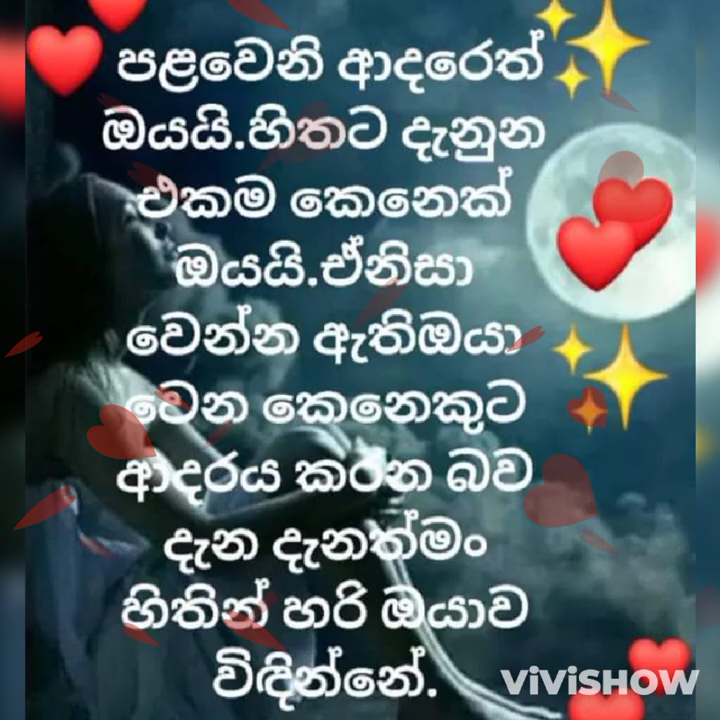 පළවෙනි ආදරෙත්
ඔයයි.හිතට දැනුන
එකම කෙනෙක්
ඔයයි.ඒනිසා
වෙන්න ඇතිඔයා
වෙන කෙනෙකුට
ආදරය කරන බව
දැන දැනත්මං
හිතින් හරි ඔයාව
විඳින්නේ.
ViViSHOW